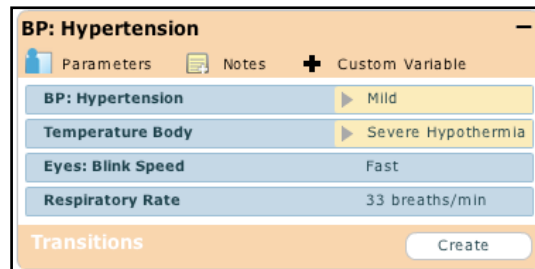 BP: Hypertension
Parameters Notes Custom Variable
BP: Hypertension Mild
Temperature Body Severe Hypothermia
Eyes: Blink Speed Fast
Respiratory Rate 33 breaths/min
Transitions Create